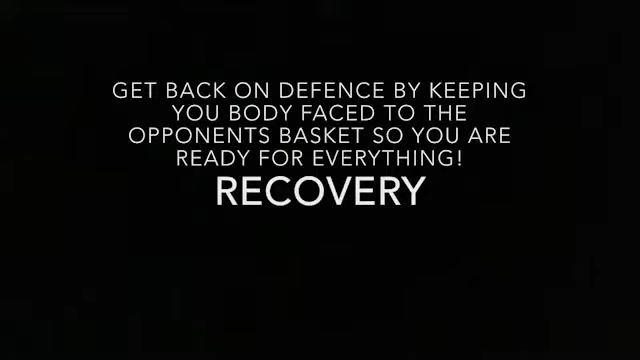 GET BACK ON DEFENCE BY KEEPING
YOU BODY FACED TO THE
OPPONENTS BASKET SO YOU ARE
READY FOR EVERYTHING!
RECOVERY